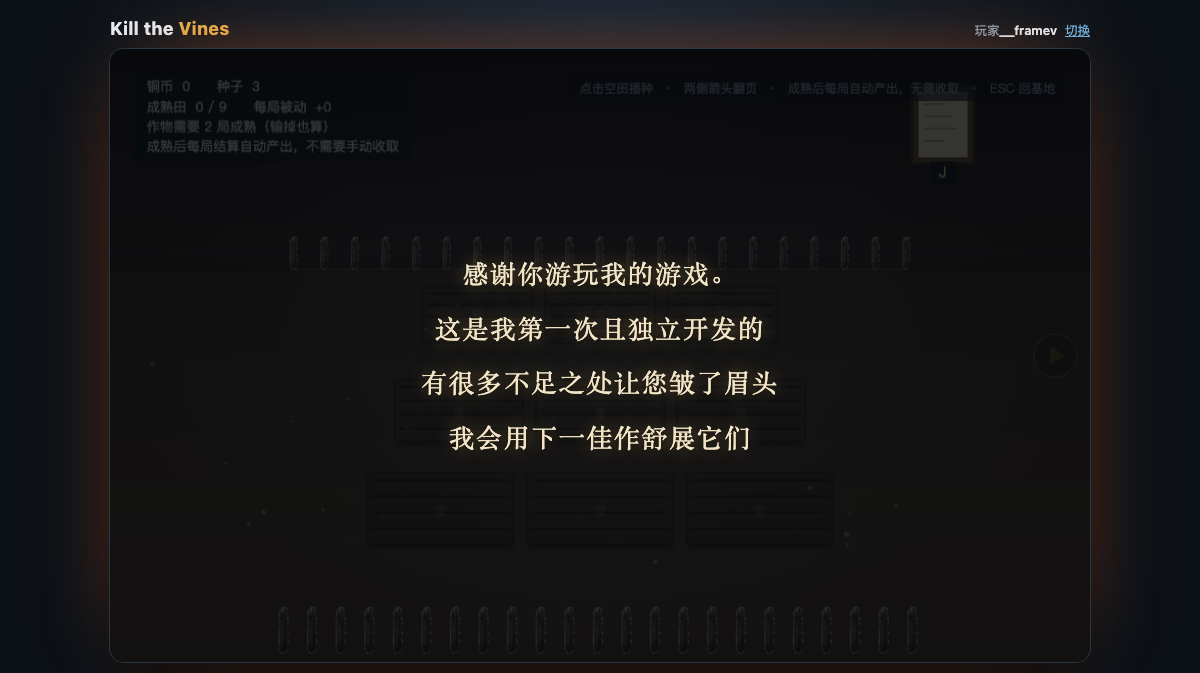 Kill the Vines
玩家__framev 切换
铜币 0 种子 3
成熟田 0 / 9 每局被动 +0
作物需要 2 局成熟（输掉也算）
成熟后每局结算自动产出，不需要手动收取
点击空田播种 · 两侧箭头翻页 · 成熟后每局自动产出，无需收取 · ESC 回基地
J
感谢你游玩我的游戏。
这是我第一次且独立开发的
有很多不足之处让您皱了眉头
我会用下一佳作舒展它们